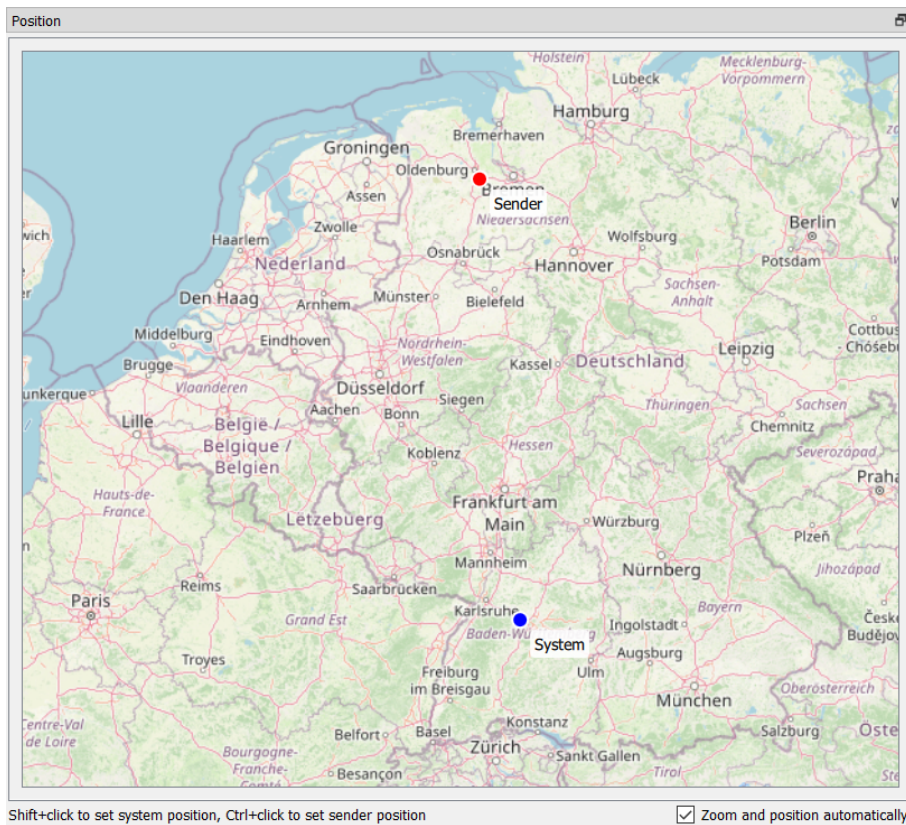 Position
Holstein
Mecklenburg-
Vorpommern
Lübeck
Hamburg
Bremerhaven
Groningen
Oldenburg
Bremen
Assen
Sender
Niedersachsen
Berlin
wich
Haarlem
Zwolle
Wolfsburg
Osnabrück
Potsdam
Nederland
Hannover
Den Haag
Arnhem
Münster
Bielefeld
Sachsen-
Anhalt
Middelburg
Eindhoven
Nordrhein-
Westfalen
Cottbus
- Chóśebuz
Brugge
Kassel
Deutschland
Leipzig
unkerque
Vlaanderen
Düsseldorf
Siegen
Thüringen
Sachsen
Lille
België /
Belgique /
Belgien
Aachen
Bonn
Chemnitz
Koblenz
Hessen
Severozápad
Hauts-de-
France
Praha
Frankfurt am
Main
Lëtzebuerg
Würzburg
Plzeň
Mannheim
Nürnberg
Jihozápad
Reims
Saarbrücken
Paris
Grand Est
Karlsruhe
Bayern
České
Budějov
Baden-Württemberg
Ingolstadt
System
Troyes
Ulm
Augsburg
Freiburg
im Breisgau
München
Oberösterreich
Centre-Val
de Loire
Belfort
Basel
Konstanz
Salzburg
Öste
Bourgogne-
Franche-
Comté
Zürich
Sankt Gallen
Besançon
Tirol
Ste
Shift+click to set system position, Ctrl+click to set sender position
Zoom and position automatically